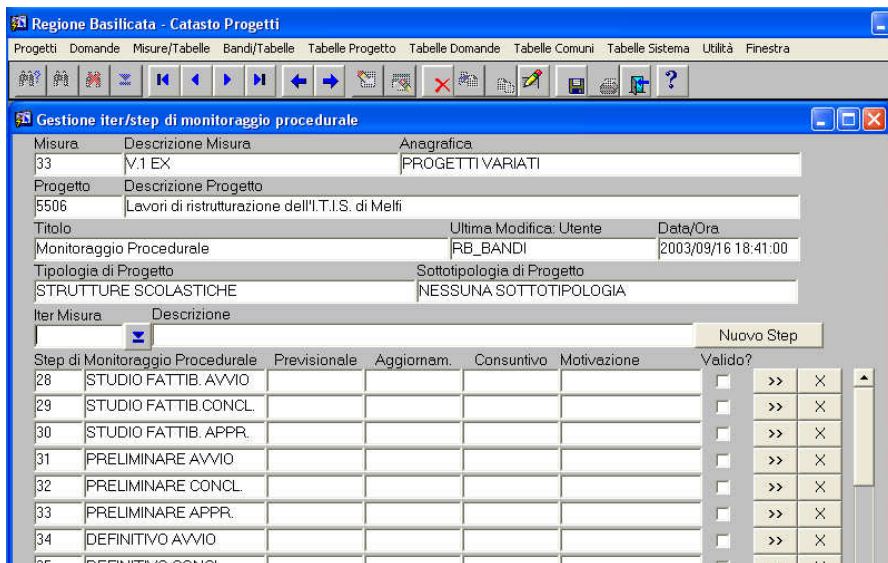 Regione Basilicata - Catasto Progetti
Progetti Domande Misure/Tabelle Bandi/Tabelle Tabelle Progetto Tabelle Domande Tabelle Comuni Tabelle Sistema Utilità Finestra
Gestione iter/step di monitoraggio procedurale
Misura Descrizione Misura Anagrafica
33 V.1 EX PROGETTI VARIATI
Progetto Descrizione Progetto
5506 Lavori di ristrutturazione dell'I.T.I.S. di Melfi
Titolo Ultima Modifica: Utente Data/Ora
Monitoraggio Procedurale RB_BANDI 2003/09/16 18:41:00
Tipologia di Progetto Sottotipologia di Progetto
STRUTTURE SCOLASTICHE NESSUNA SOTTOTIPOLOGIA
Iter Misura Descrizione
Nuovo Step
Step di Monitoraggio Procedurale Previsionale Aggiornam. Consuntivo Motivazione Valido?
28 STUDIO FATTIB. AVVIO >> X
29 STUDIO FATTIB.CONCL. >> X
30 STUDIO FATTIB. APPR. >> X
31 PRELIMINARE AVVIO >> X
32 PRELIMINARE CONCL. >> X
33 PRELIMINARE APPR. >> X
34 DEFINITIVO AVVIO >> X
35 DEFINITIVO CONCL.